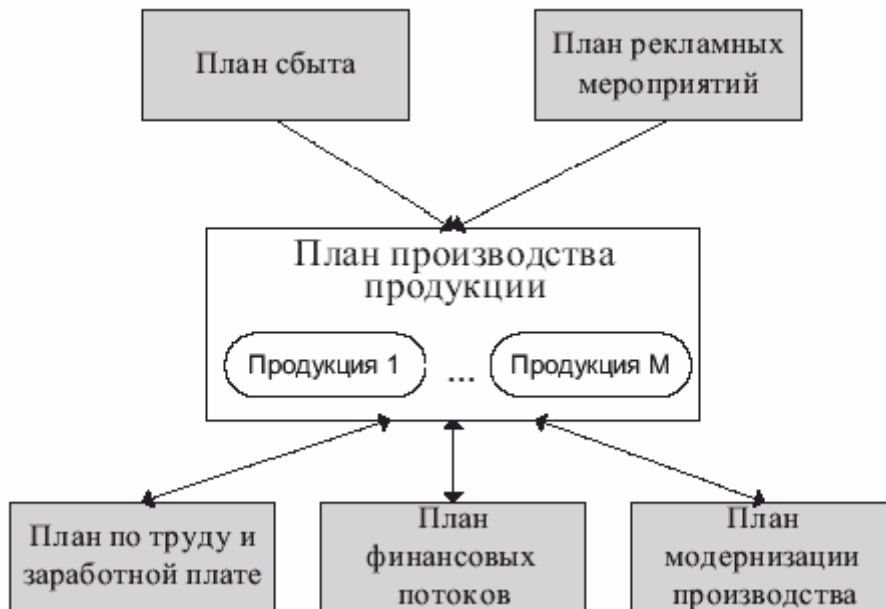 План сбыта
План рекламных
мероприятий
План производства
продукции
Продукция 1
...
Продукция М
План по труду и
заработной плате
План
финансовых
потоков
План
модернизации
производства